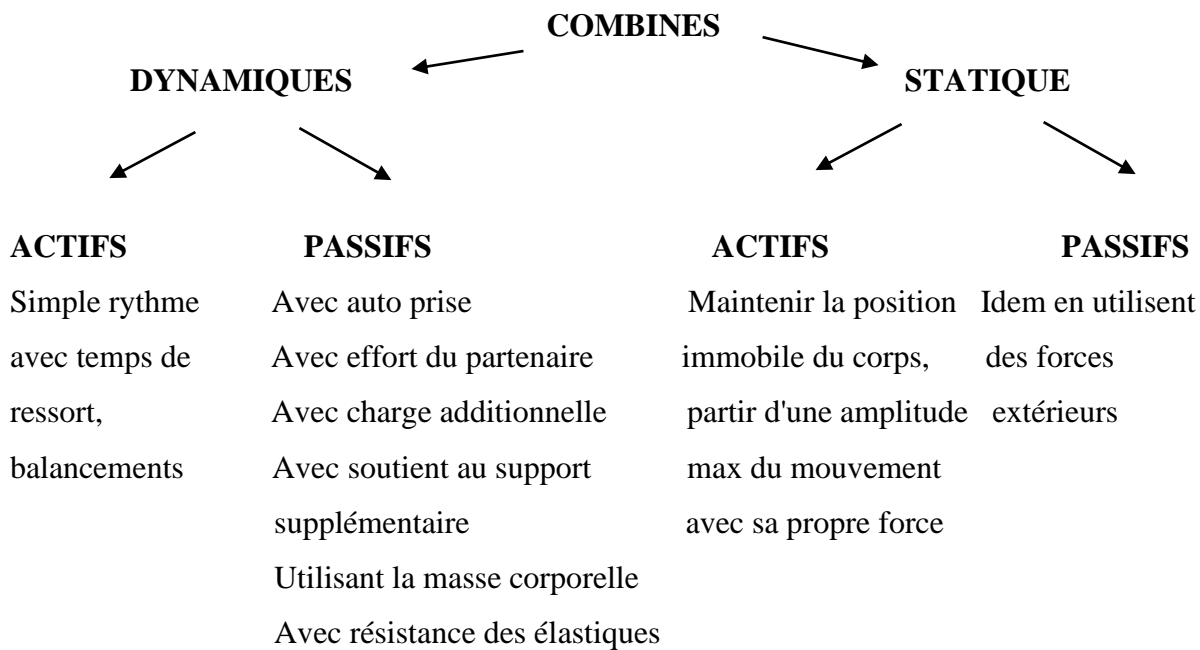 COMBINES
DYNAMIQUES
STATIQUE
ACTIFS
Simple rythme
avec temps de
ressort,
balancements
PASSIFS
Avec auto prise
Avec effort du partenaire
Avec charge additionnelle
Avec soutient au support
supplémentaire
Utilisant la masse corporelle
Avec résistance des élastiques
ACTIFS
Maintenir la position
immobile du corps,
partir d'une amplitude
max du mouvement
avec sa propre force
PASSIFS
Idem en utilisent
des forces
extérieurs